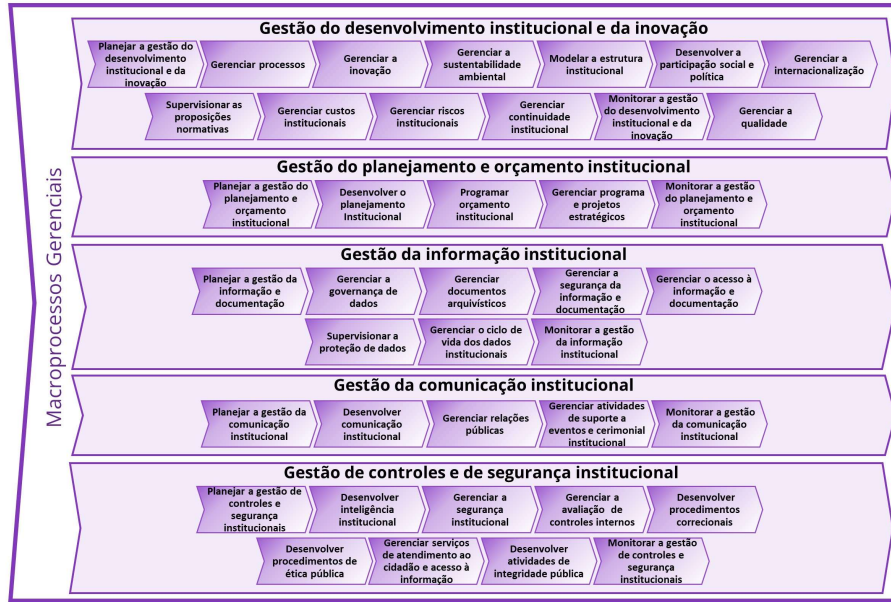 Macroprocessos Gerenciais
Gestão do desenvolvimento institucional e da inovação
Planejar a gestão do
desenvolvimento
institucional e da
inovação
Gerenciar processos
Gerenciar a
inovação
Gerenciar a
sustentabilidade
ambiental
Modelar a estrutura
institucional
Desenvolver a
participação social e
política
Gerenciar a
internacionalização
Supervisionar as
proposições
normativas
Gerenciar custos
institucionais
Gerenciar riscos
institucionais
Gerenciar
continuidade
institucional
Monitorar a gestão
do desenvolvimento
institucional e da
inovação
Gerenciar a
qualidade
Gestão do planejamento e orçamento institucional
Planejar a gestão do
planejamento e
orçamento
institucional
Desenvolver o
planejamento
Institucional
Programar
orçamento
institucional
Gerenciar programa
e projetos
estratégicos
Monitorar a gestão
do planejamento e
orçamento
institucional
Gestão da informação institucional
Planejar a gestão da
informação e
documentação
Gerenciar a
governança de
dados
Gerenciar
documentos
arquivísticos
Gerenciar a
segurança da
informação e
documentação
Gerenciar o acesso à
informação e
documentação
Supervisionar a
proteção de dados
Gerenciar o ciclo de
vida dos dados
institucionais
Monitorar a gestão
da informação
institucional
Gestão da comunicação institucional
Planejar a gestão da
comunicação
institucional
Desenvolver
comunicação
institucional
Gerenciar relações
públicas
Gerenciar atividades
de suporte a
eventos e cerimonial
institucional
Monitorar a gestão
da comunicação
institucional
Gestão de controles e de segurança institucional
Planejar a gestão de
controles e
segurança
institucionais
Desenvolver
inteligência
institucional
Gerenciar a
segurança
institucional
Gerenciar a
avaliação de
controles internos
Desenvolver
procedimentos
correcionais
Desenvolver
procedimentos de
ética pública
Gerenciar serviços
de atendimento ao
cidadão e acesso à
informação
Desenvolver
atividades de
integridade pública
Monitorar a gestão
de controles e
segurança
institucionais